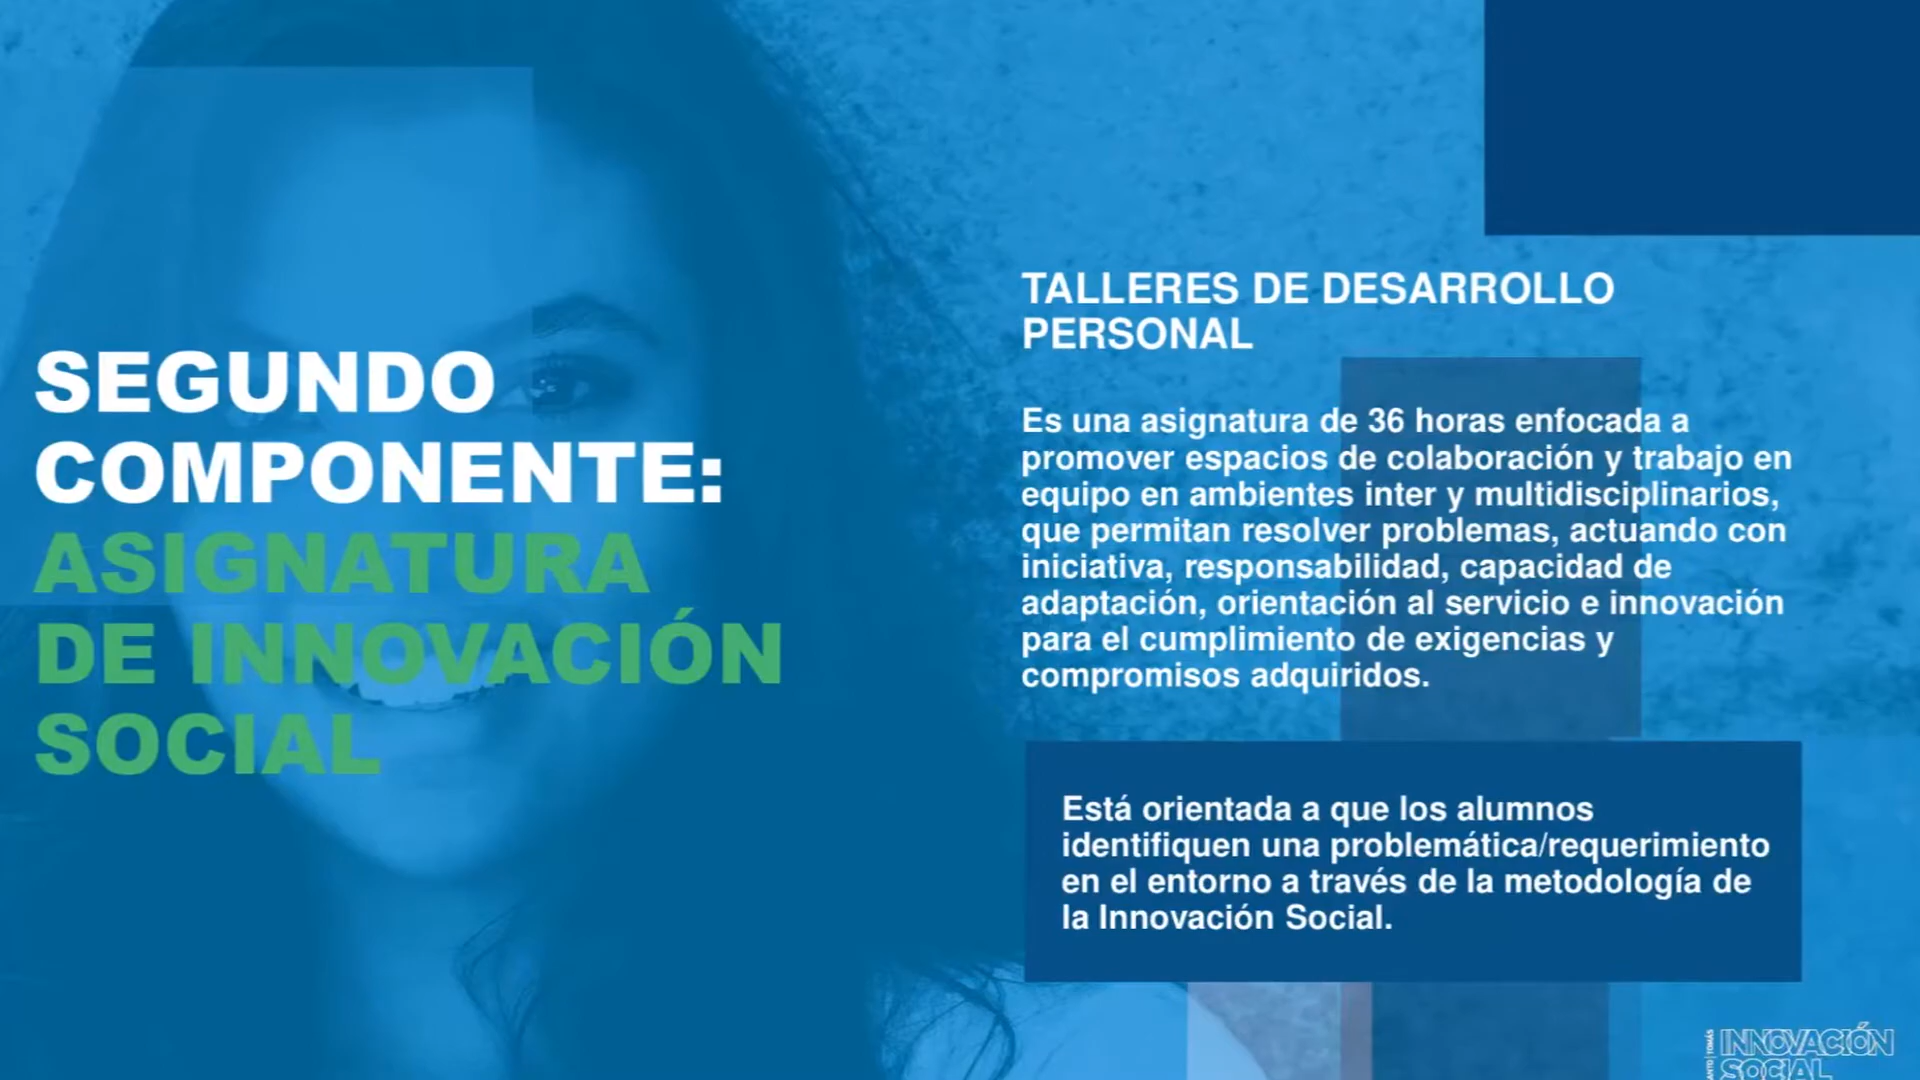 SEGUNDO
COMPONENTE:
ASIGNATURA
DE INNOVACIÓN
SOCIAL
TALLERES DE DESARROLLO
PERSONAL
Es una asignatura de 36 horas enfocada a
promover espacios de colaboración y trabajo en
equipo en ambientes inter y multidisciplinarios,
que permitan resolver problemas, actuando con
iniciativa, responsabilidad, capacidad de
adaptación, orientación al servicio e innovación
para el cumplimiento de exigencias y
compromisos adquiridos.
Está orientada a que los alumnos
identifiquen una problemática/requerimiento
en el entorno a través de la metodología de
la Innovación Social.
INNOVACIÓN
SOCIAL